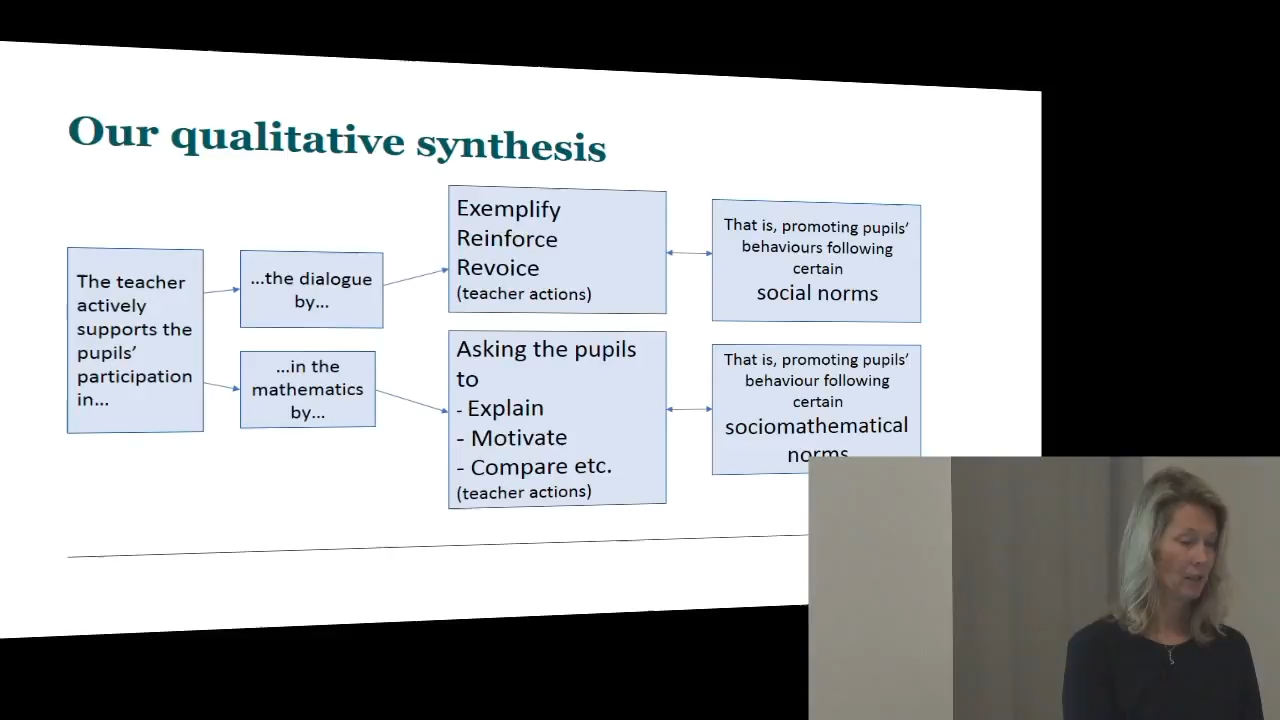 Our qualitative synthesis
The teacher
actively
supports the
pupils'
participation
in...
...the dialogue
by...
...in the
mathematics
by...
Exemplify
Reinforce
Revoice
(teacher actions)
Asking the pupils
to
- Explain
- Motivate
- Compare etc.
(teacher actions)
That is, promoting pupils'
behaviours following
certain
social norms
That is, promoting pupils'
behaviour following
certain
sociomathematical
norms